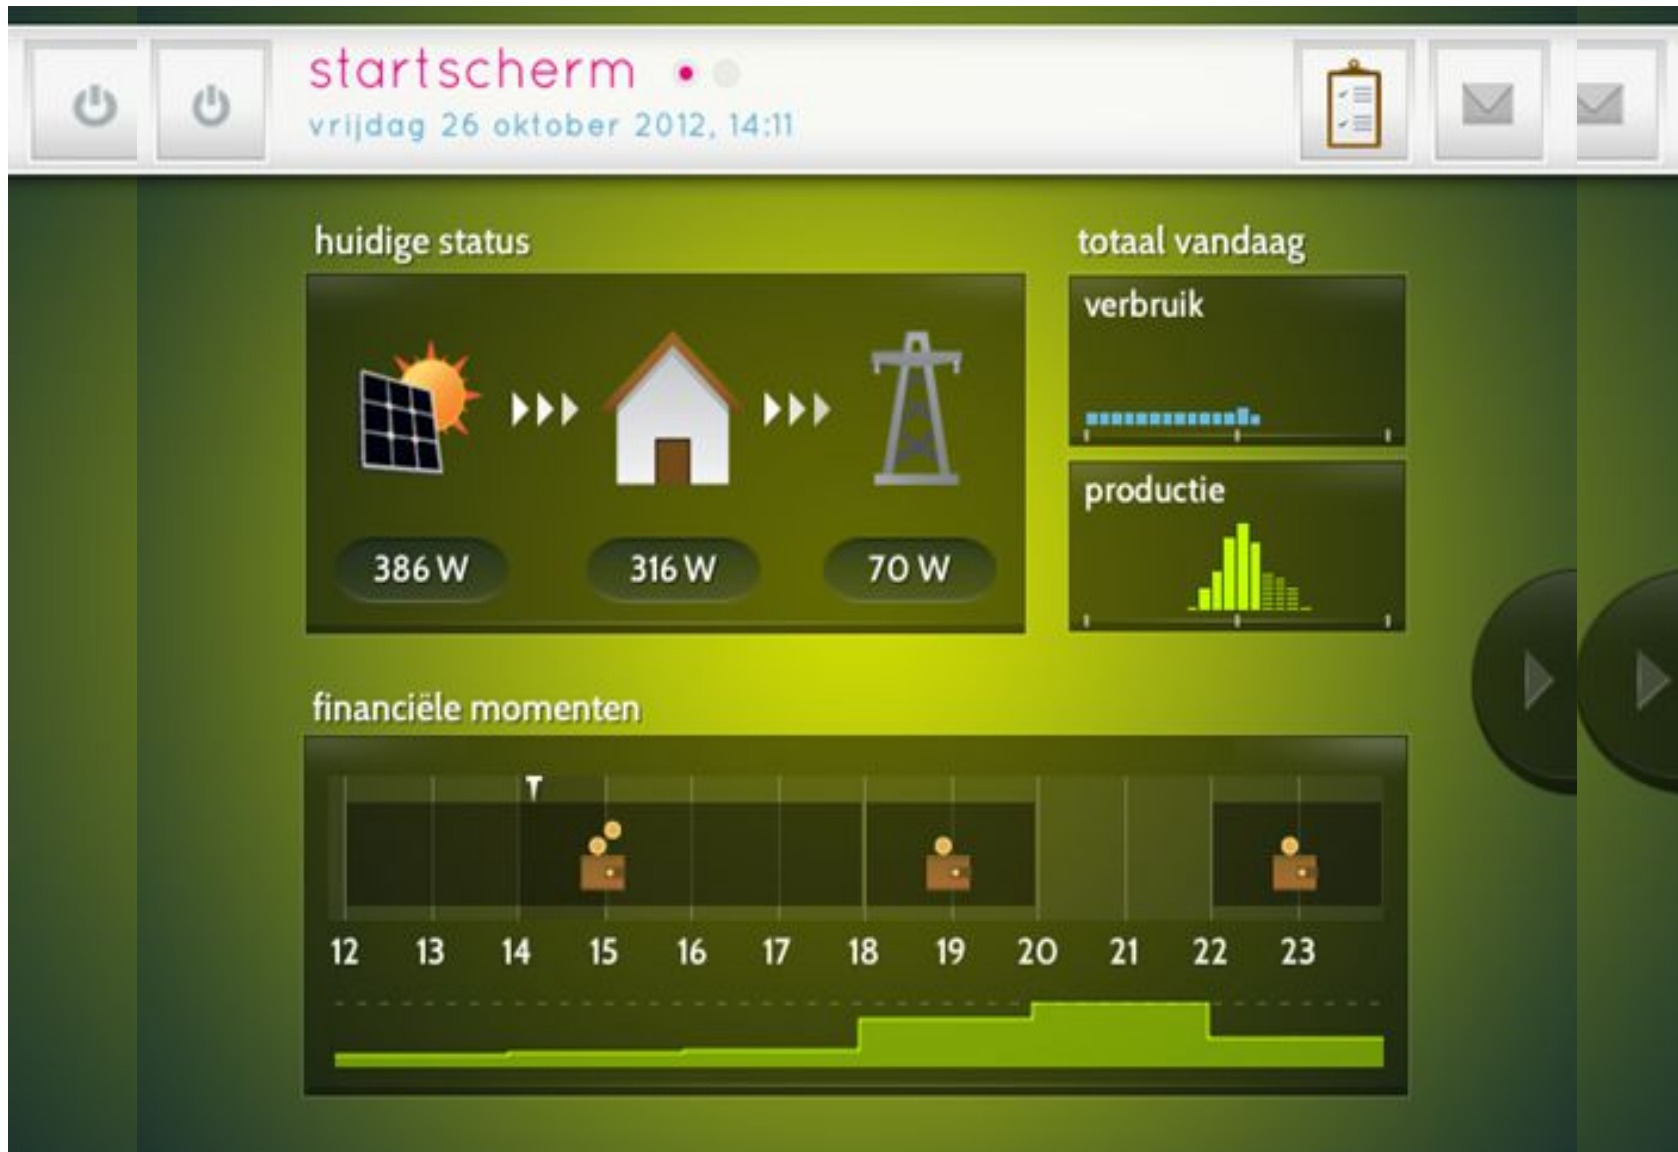 startscherm
vrijdag 26 oktober 2012, 14:11
huidige status
totaal vandaag
verbruik
productie
386 W
316 W
70 W
financiële momenten
12 13 14 15 16 17 18 19 20 21 22 23